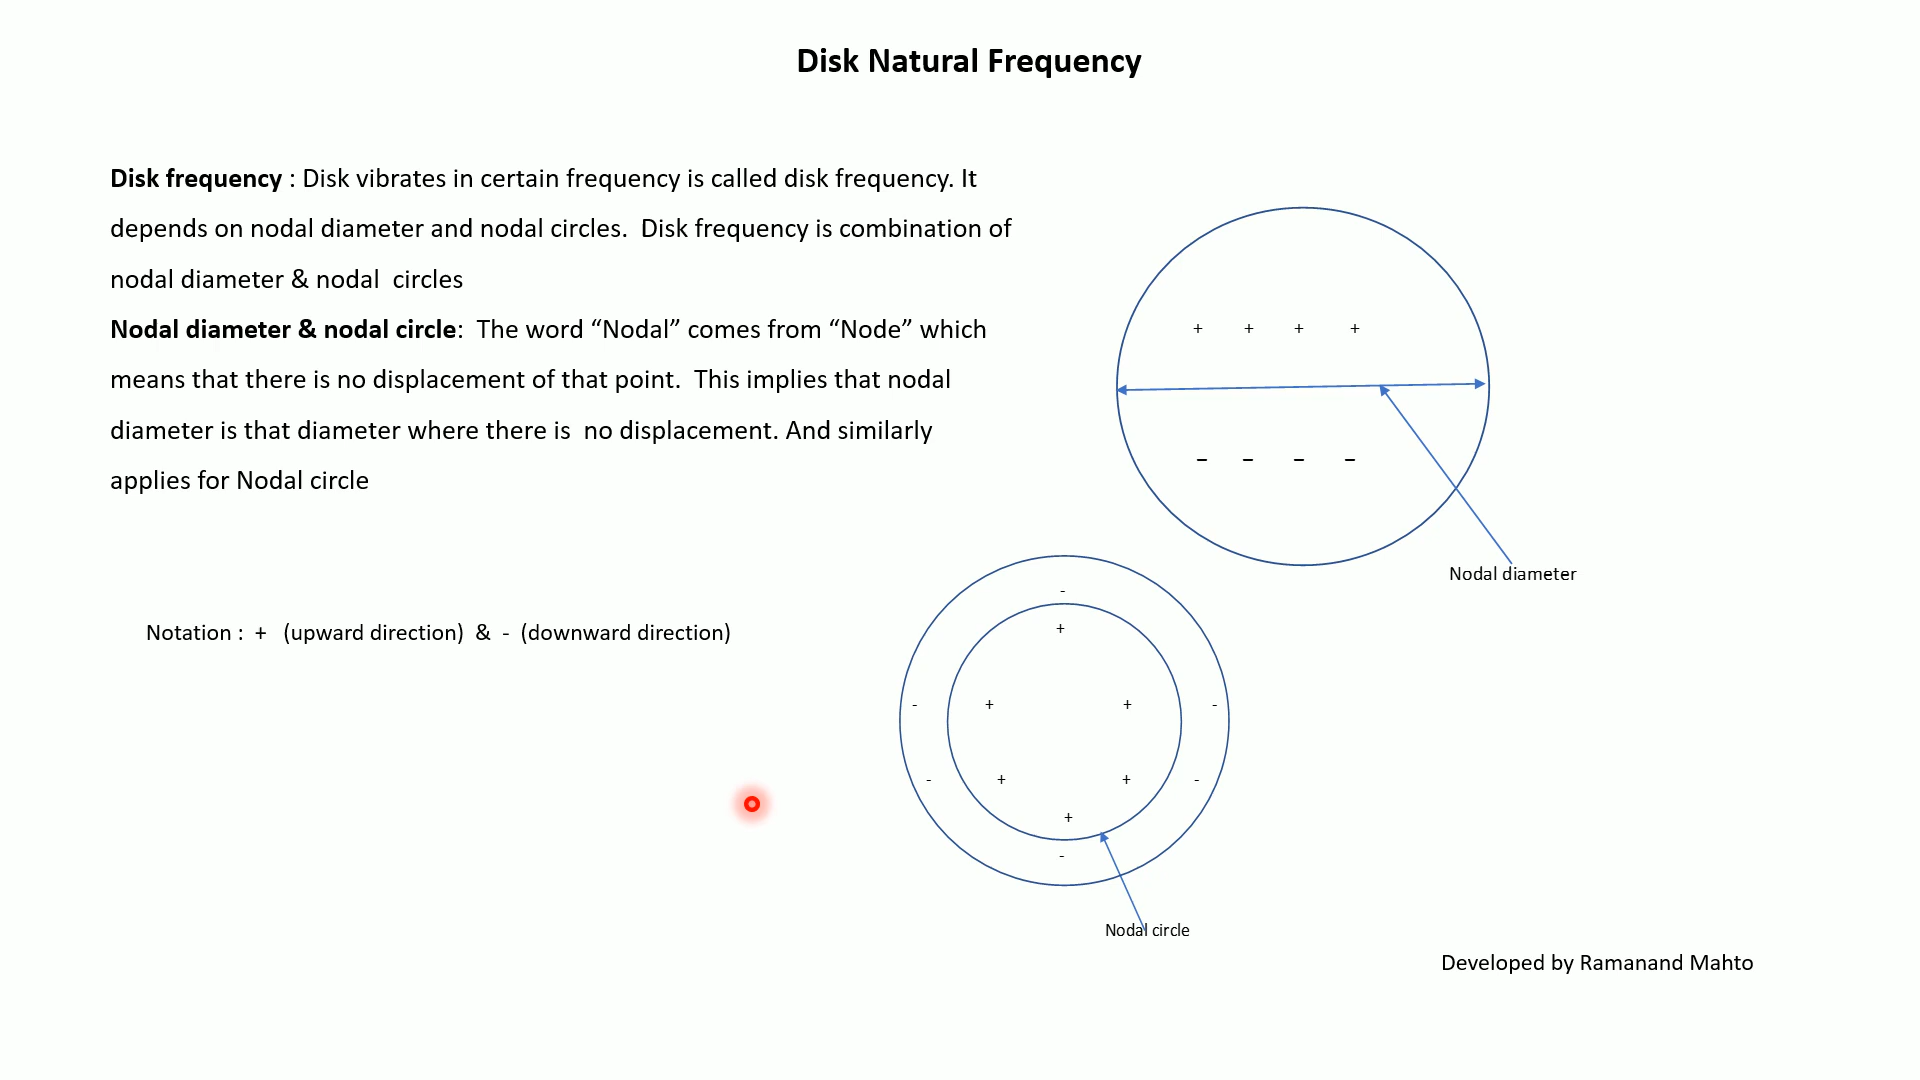 Disk Natural Frequency
Disk frequency : Disk vibrates in certain frequency is called disk frequency. It
depends on nodal diameter and nodal circles.  Disk frequency is combination of
nodal diameter & nodal  circles
Nodal diameter & nodal circle:  The word “Nodal” comes from “Node” which
means that there is no displacement of that point.  This implies that nodal
diameter is that diameter where there is  no displacement. And similarly
applies for Nodal circle
+ + + +
– – – –
Nodal diameter
Notation :  +   (upward direction)  &  -  (downward direction)
-
+
- + + -
- + + -
+
-
Nodal circle
Developed by Ramanand Mahto